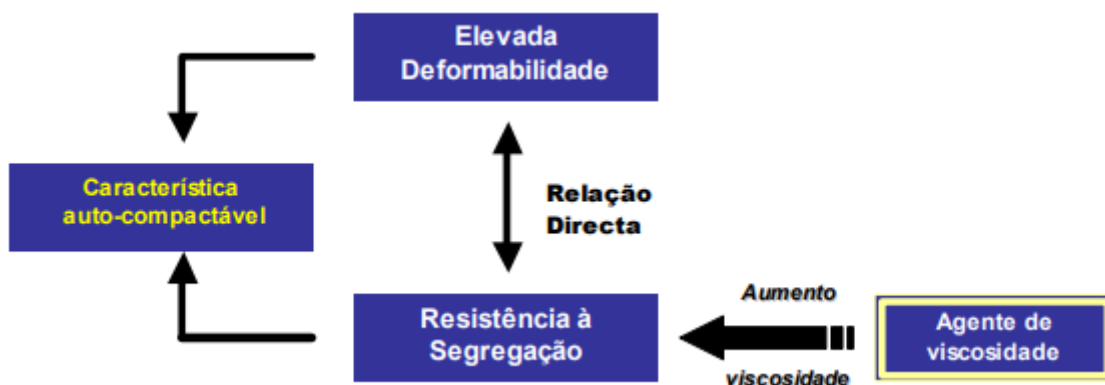 Elevada
Deformabilidade
Característica
auto-compactável
Relação
Directa
Resistência à
Segregação
Aumento
viscosidade
Agente de
viscosidade